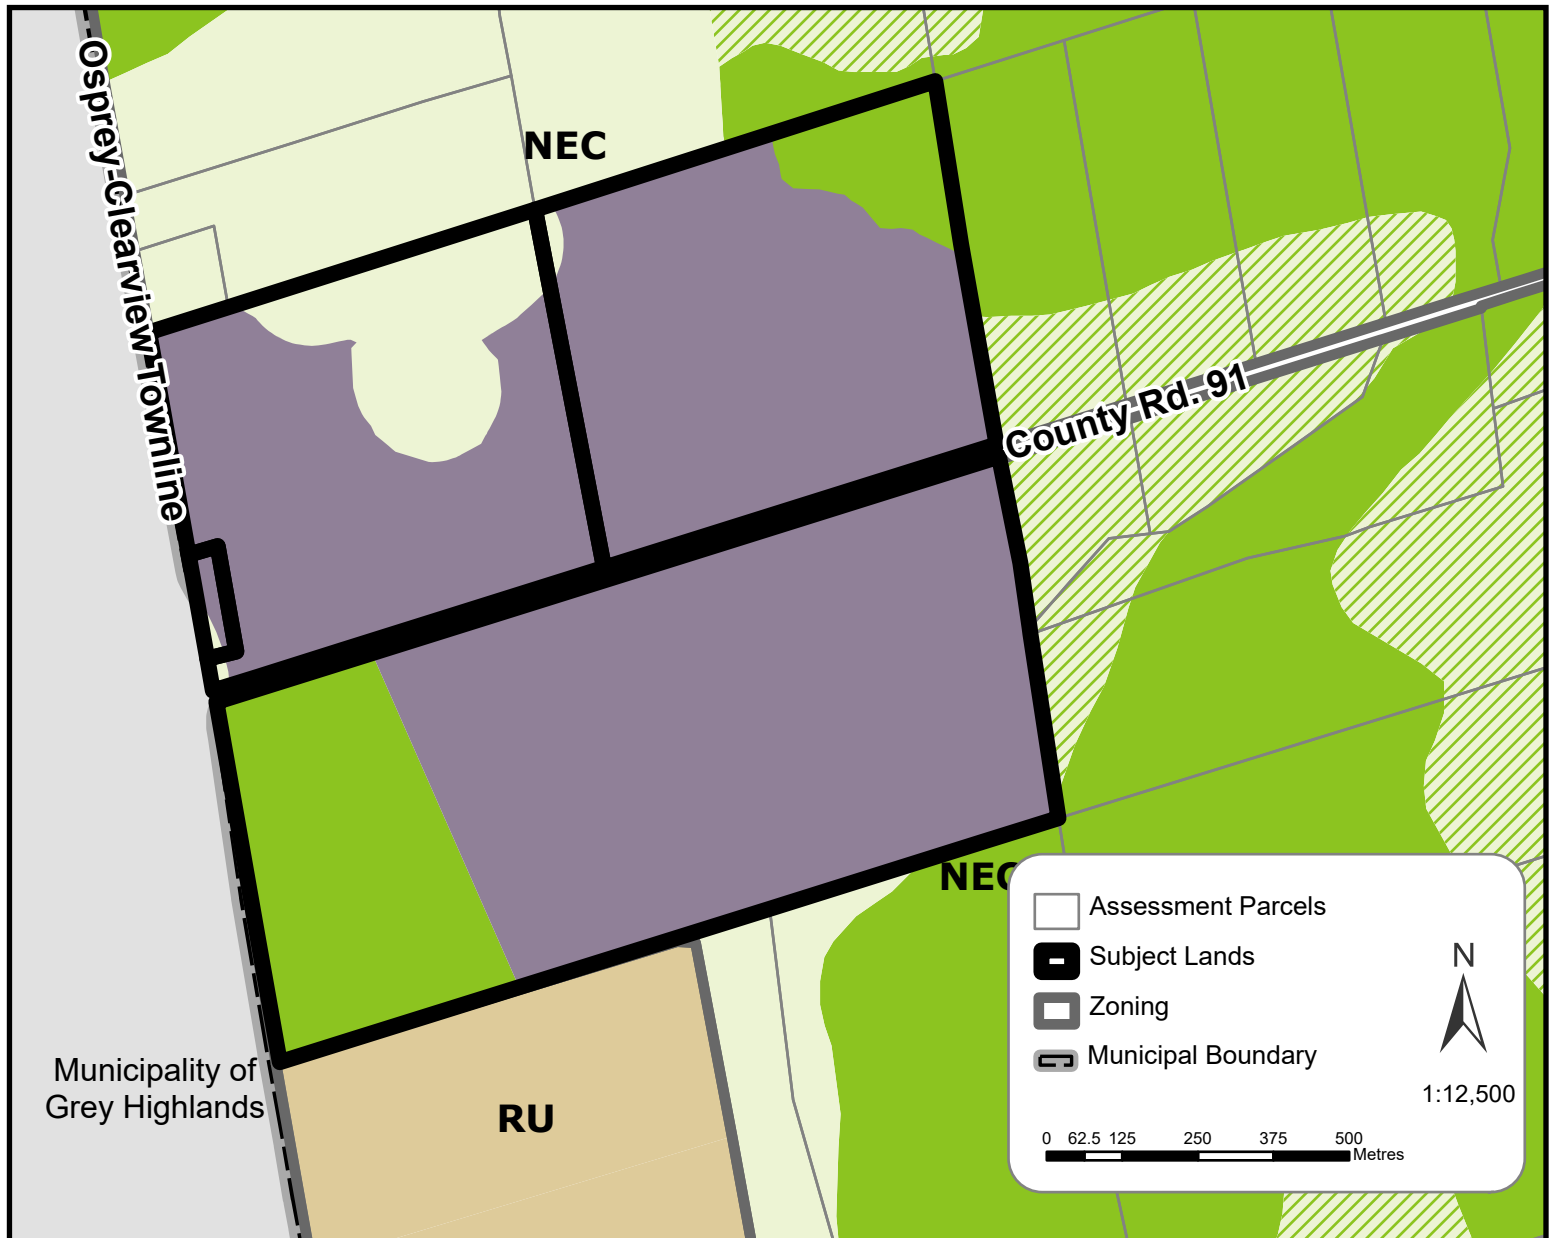 Osprey-Clearview Townline
NEC
County Rd. 91
NEC
Assessment Parcels
Subject Lands
Zoning
Municipal Boundary
N
1:12,500
0 62.5 125 250 375 500
Metres
Municipality of
Grey Highlands
RU